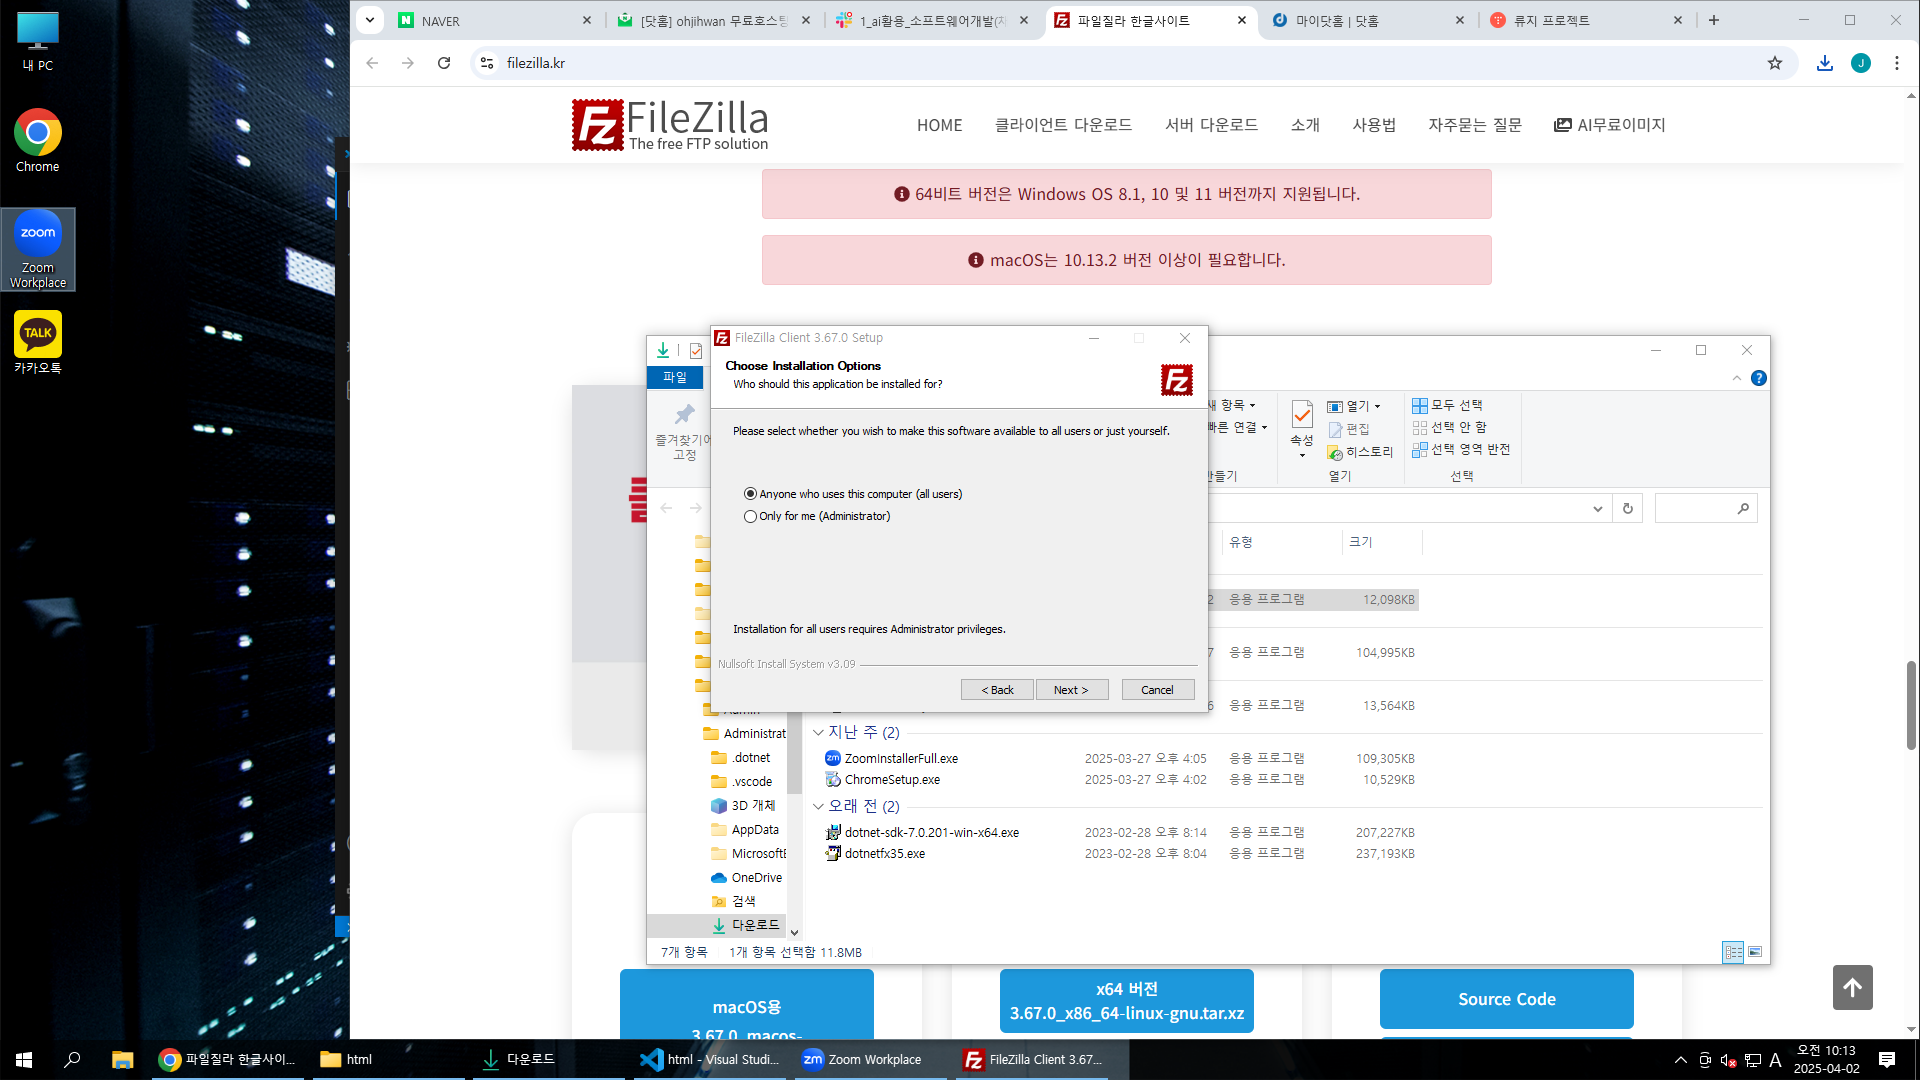 내 PC
Chrome
zoom
Zoom
Workplace
TALK
카카오톡
NAVER
[닷홈] ohjihwan 무료호스팅
1_ai활용_소프트웨어개발(지
파일질라 한글사이트
마이닷홈 | 닷홈
류지 프로젝트
filezilla.kr
J
FileZilla
The free FTP solution
HOME
클라이언트 다운로드
서버 다운로드
소개
사용법
자주묻는 질문
AI무료이미지
64비트 버전은 Windows OS 8.1, 10 및 11 버전까지 지원됩니다.
macOS는 10.13.2 버전 이상이 필요합니다.
FileZilla Client 3.67.0 Setup
Choose Installation Options
Who should this application be installed for?
Please select whether you wish to make this software available to all users or just yourself.
Anyone who uses this computer (all users)
Only for me (Administrator)
Installation for all users requires Administrator privileges.
Nullsoft Install System v3.09
< Back
Next >
Cancel
파일
즐겨찾기에
고정
새 항목
빠른 연결
만들기
속성
열기
편집
히스토리
열기
모두 선택
선택 안 함
선택 영역 반전
선택
유형
크기
2 응용 프로그램 12,098KB
7 응용 프로그램 104,995KB
6 응용 프로그램 13,564KB
지난 주 (2)
ZoomInstallerFull.exe 2025-03-27 오후 4:05 응용 프로그램 109,305KB
ChromeSetup.exe 2025-03-27 오후 4:02 응용 프로그램 10,529KB
오래 전 (2)
dotnet-sdk-7.0.201-win-x64.exe 2023-02-28 오후 8:14 응용 프로그램 207,227KB
dotnetfx35.exe 2023-02-28 오후 8:04 응용 프로그램 237,193KB
Admin
Administrat
.dotnet
.vscode
3D 개체
AppData
MicrosoftE
OneDrive
검색
다운로드
7개 항목
1개 항목 선택함 11.8MB
macOS용
3.67.0_macos-
x64 버전
3.67.0_x86_64-linux-gnu.tar.xz
Source Code
파일질라 한글사이...
html
다운로드
html - Visual Studi...
Zoom Workplace
FileZilla Client 3.67...
A
오전 10:13
2025-04-02